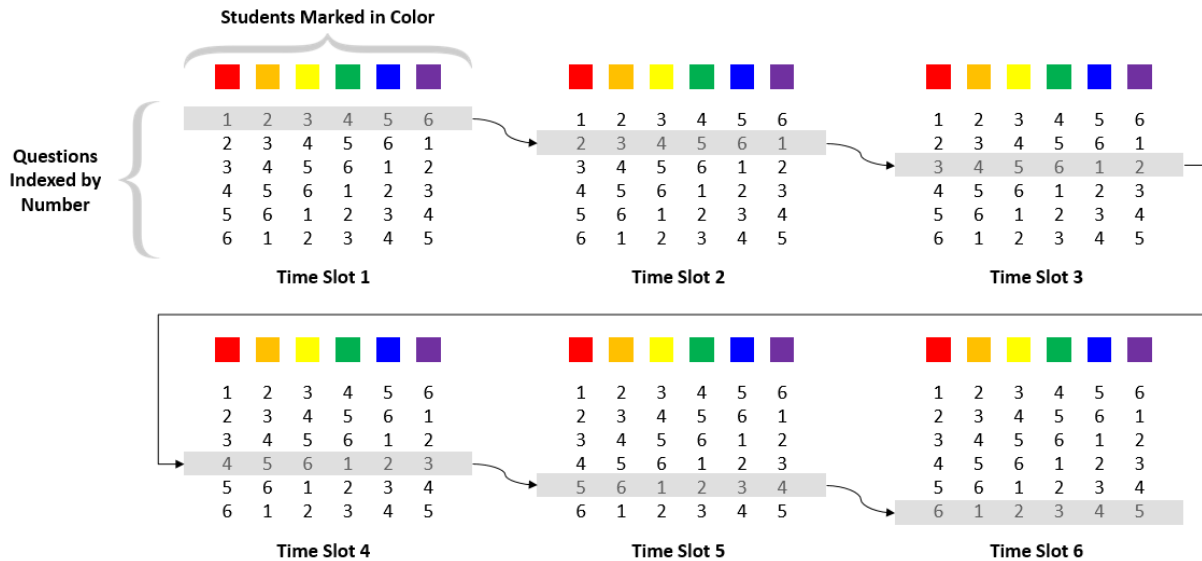 Students Marked in Color
Questions
Indexed by
Number
1 2 3 4 5 6
2 3 4 5 6 1
3 4 5 6 1 2
4 5 6 1 2 3
5 6 1 2 3 4
6 1 2 3 4 5
Time Slot 1
1 2 3 4 5 6
2 3 4 5 6 1
3 4 5 6 1 2
4 5 6 1 2 3
5 6 1 2 3 4
6 1 2 3 4 5
Time Slot 2
1 2 3 4 5 6
2 3 4 5 6 1
3 4 5 6 1 2
4 5 6 1 2 3
5 6 1 2 3 4
6 1 2 3 4 5
Time Slot 3
1 2 3 4 5 6
2 3 4 5 6 1
3 4 5 6 1 2
4 5 6 1 2 3
5 6 1 2 3 4
6 1 2 3 4 5
Time Slot 4
1 2 3 4 5 6
2 3 4 5 6 1
3 4 5 6 1 2
4 5 6 1 2 3
5 6 1 2 3 4
6 1 2 3 4 5
Time Slot 5
1 2 3 4 5 6
2 3 4 5 6 1
3 4 5 6 1 2
4 5 6 1 2 3
5 6 1 2 3 4
6 1 2 3 4 5
Time Slot 6